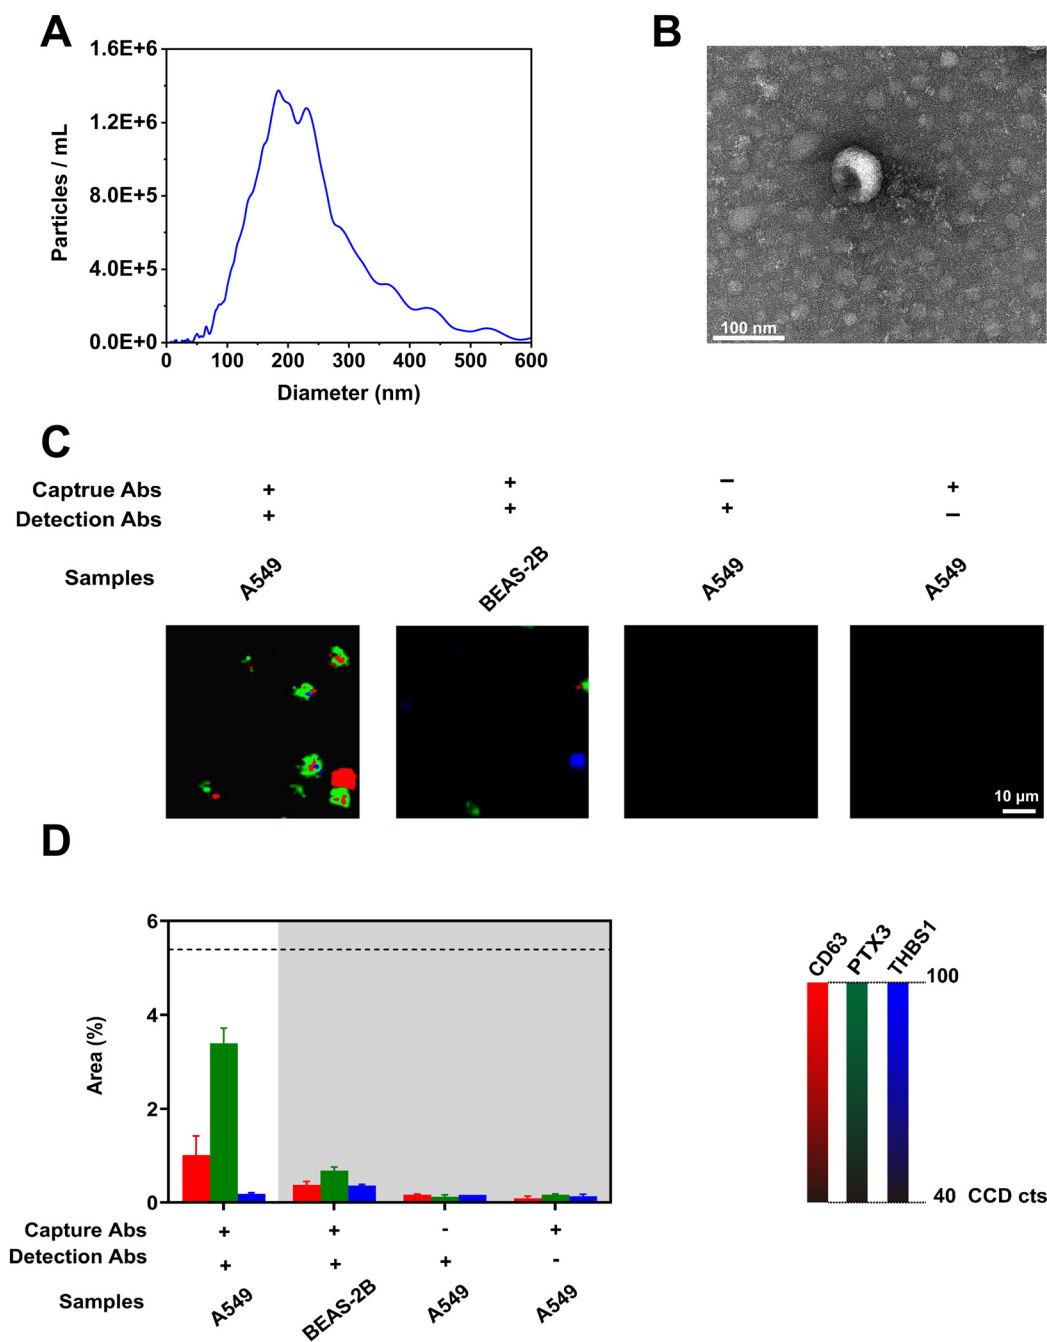 A
1.6E+6
1.2E+6
8.0E+5
4.0E+5
0.0E+0
Particles / mL
0 100 200 300 400 500 600
Diameter (nm)
B
100 nm
C
Captrue Abs + + – +
Detection Abs + + + –
Samples A549 BEAS-2B A549 A549
10 µm
D
6
4
2
0
Area (%)
Capture Abs + + - +
Detection Abs + + + -
Samples A549 BEAS-2B A549 A549
CD63 PTX3 THBS1
100
40 CCD cts